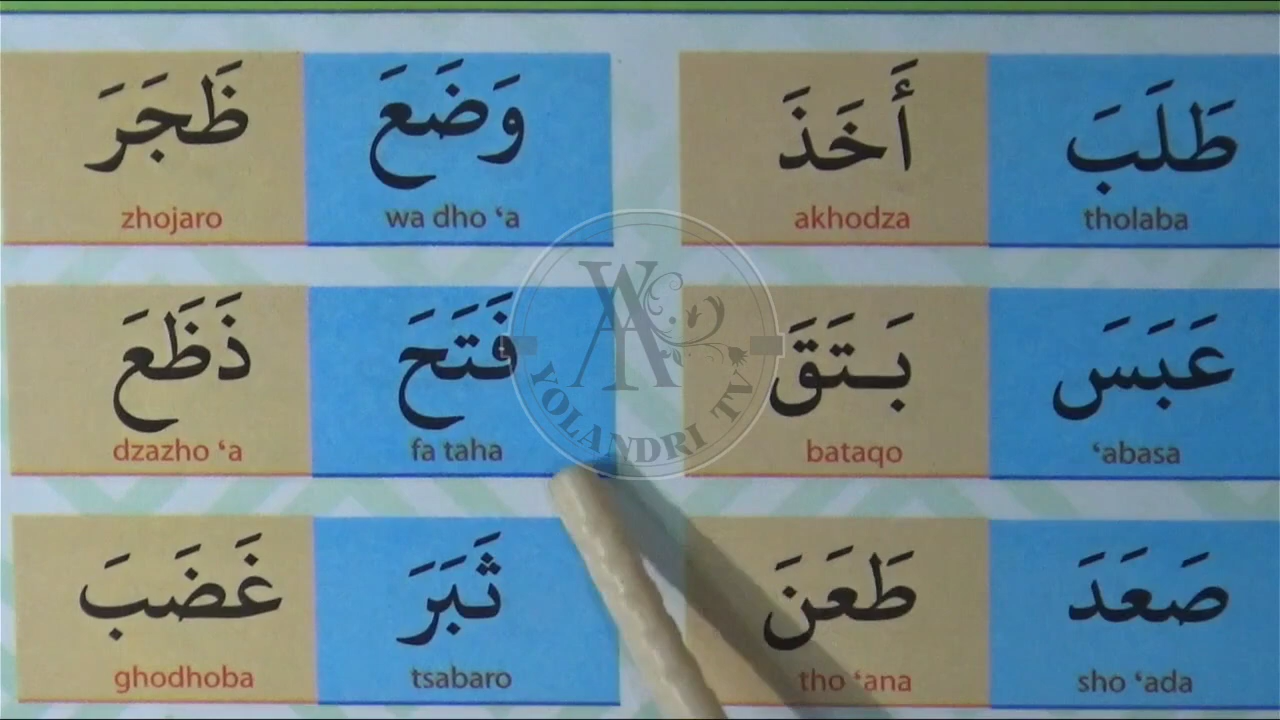 طَلَبَ أَخَذَ وَضَعَ ظَجَرَ
tholaba akhodza wa dho ‘a zhojaro
عَبَسَ بَتَقَ فَتَحَ ذَظَعَ
‘abasa bataqo fa taha dzazho ‘a
صَعَدَ طَعَنَ ثَبَرَ غَضَبَ
sho ‘ada tho ‘ana tsabaro ghodhoba
YOLANDRI TV